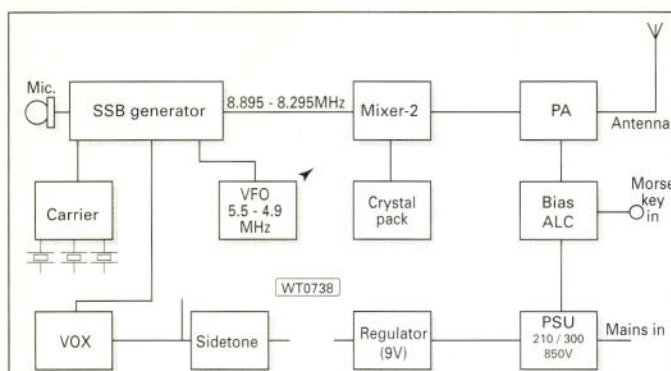 Mic.
SSB generator
8.895 - 8.295MHz
Mixer-2
PA
Antenna
Carrier
VFO
5.5 - 4.9
MHz
Crystal
pack
Bias
ALC
Morse
key
in
WT0738
VOX
Sidetone
Regulator
(9V)
PSU
210 / 300
850V
Mains in